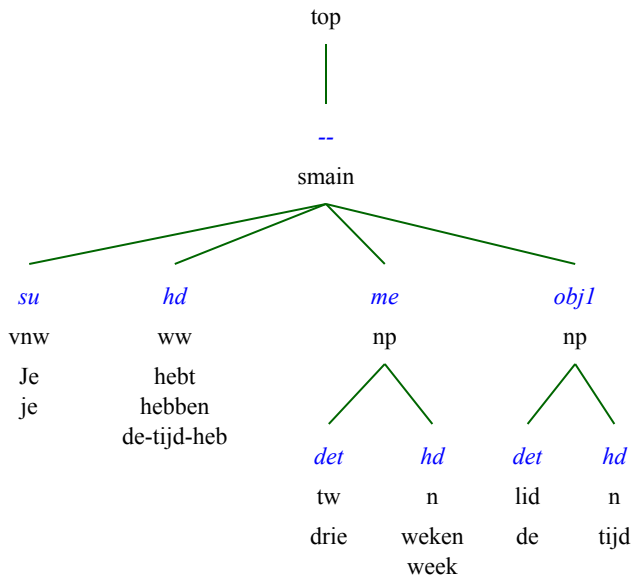 top
--
smain
su hd me obj1
vnw ww np np
Je hebt
je hebben
de-tijd-heb
det hd det hd
tw n lid n
drie weken de tijd
week